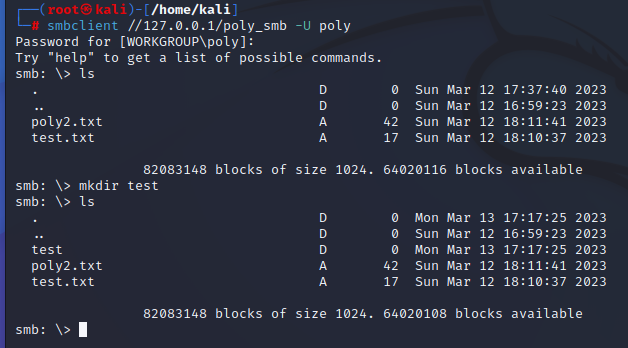 ┌──(root㉿kali)-[/home/kali]
└─# smbclient //127.0.0.1/poly_smb -U poly
Password for [WORKGROUP\poly]:
Try "help" to get a list of possible commands.
smb: \> ls
  .                                   D        0  Sun Mar 12 17:37:40 2023
  ..                                  D        0  Sun Mar 12 16:59:23 2023
  poly2.txt                           A       42  Sun Mar 12 18:11:41 2023
  test.txt                            A       17  Sun Mar 12 18:10:37 2023

                82083148 blocks of size 1024. 64020116 blocks available
smb: \> mkdir test
smb: \> ls
  .                                   D        0  Mon Mar 13 17:17:25 2023
  ..                                  D        0  Sun Mar 12 16:59:23 2023
  test                                D        0  Mon Mar 13 17:17:25 2023
  poly2.txt                           A       42  Sun Mar 12 18:11:41 2023
  test.txt                            A       17  Sun Mar 12 18:10:37 2023

                82083148 blocks of size 1024. 64020108 blocks available
smb: \>